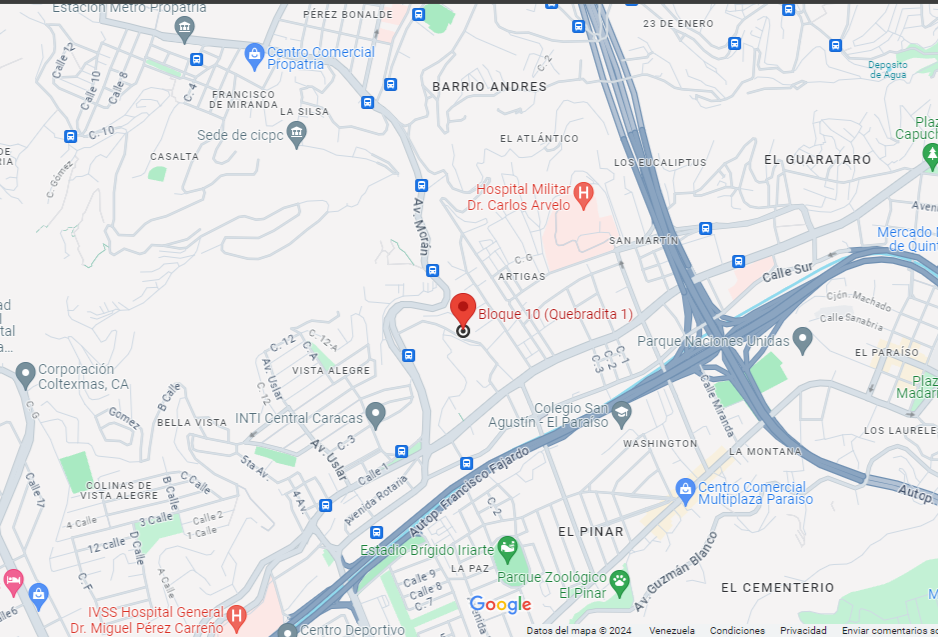 Estación Metro Propatria
PÉREZ BONALDE
23 DE ENERO
Calle 12
Centro Comercial
Propatria
Depósito
de Agua
Calle 10
Calle 8
C. 4
C. 2
BARRIO ANDRES
FRANCISCO
DE MIRANDA
LA SILSA
Plaz
Capuch
C. 10
Sede de cicpc
EL ATLÁNTICO
CASALTA
LOS EUCALIPTUS
EL GUARATARO
C. Gómez
Hospital Militar
Dr. Carlos Arvelo
Aveni
Av. Morán
SAN MARTÍN
Mercado
de Quin
C G
ARTIGAS
Calle Sur
Cjón. Machado
Bloque 10 (Quebradita 1)
Calle Sanabria
C. 12
C. 12-A
C. A
Parque Naciones Unidas
EL PARAÍSO
C-1
C-2
C-3
Corporación
Coltexmas, CA
Av. Uslar
VISTA ALEGRE
Plaz
Madari
C-12
B Calle
Calle Miranda
C G
Gomez
BELLA VISTA
INTI Central Caracas
Colegio San
Agustín - El Paraíso
LOS LAURELE
C-3
WASHINGTON
Av. Uslar
LA MONTAÑA
5ta Av.
Calle 1
Calle 17
COLINAS DE
VISTA ALEGRE
C Calle
B Calle
4 Av.
Avenida Rotaria
Autop. Francisco Fajardo
Centro Comercial
Multiplaza Paraíso
Autop.
C-2
4 Calle
3 Calle
Calle 2
1 Calle
EL PINAR
12 calle
D Calle
Estadio Brígido Iriarte
LA PAZ
Av. Guzmán Blanco
C-F
A Calle
Calle 9
Calle 8
C-7
Parque Zoológico
El Pinar
EL CEMENTERIO
IVSS Hospital General
Dr. Miguel Pérez Carreño
Google
Centro Deportivo
Datos del mapa © 2024 Venezuela Condiciones Privacidad Enviar comentarios so